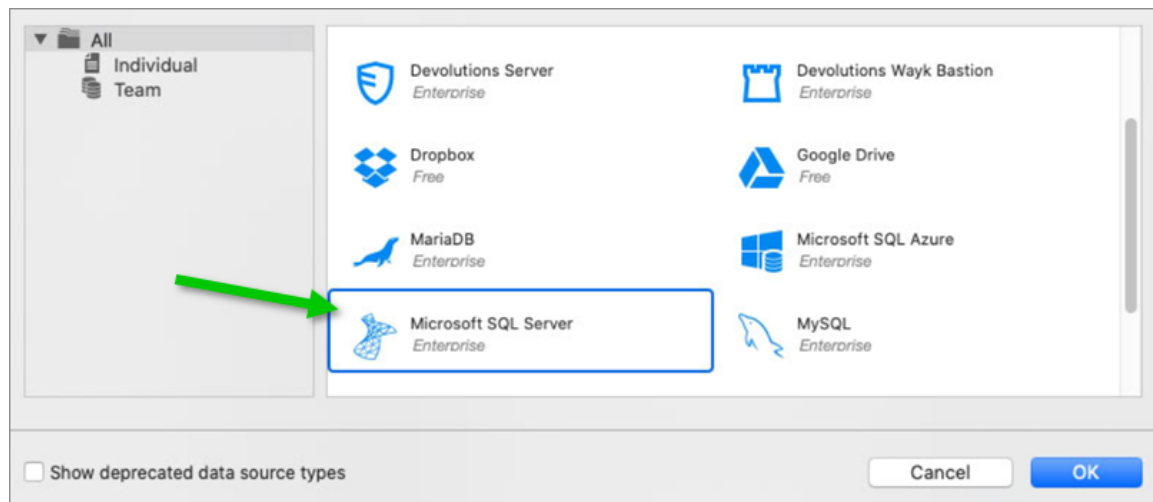 All
Individual
Team
Devolutions Server
Enterprise
Devolutions Wayk Bastion
Enterprise
Dropbox
Free
Google Drive
Free
MariaDB
Enterprise
Microsoft SQL Azure
Enterprise
Microsoft SQL Server
Enterprise
MySQL
Enterprise
Show deprecated data source types
Cancel
OK